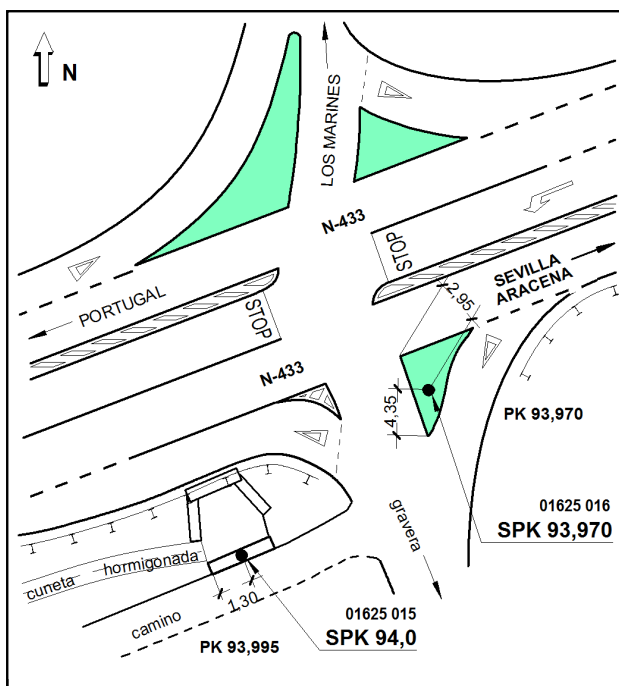 N
LOS MARINES
N-433
STOP
SEVILLA
ARACENA
PORTUGAL
STOP
2,95
N-433
4,35
PK 93,970
01625 016
SPK 93,970
gravera
cuneta hormigonada
1,30
camino
01625 015
SPK 94,0
PK 93,995